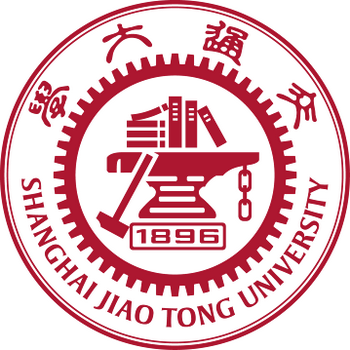 交通大學
1896
SHANGHAI JIAO TONG UNIVERSITY